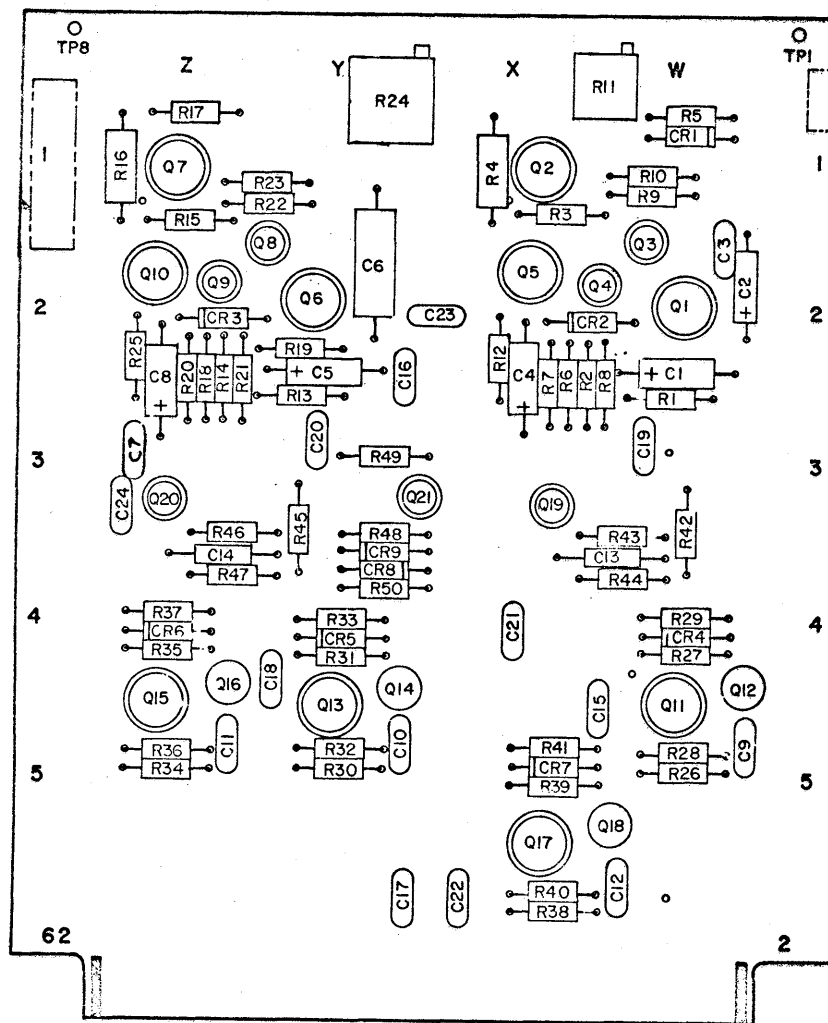 TP8 TP1
Z Y X W
R24 R11
R17 R5
CR1
1 R16 Q7 R4 Q2 1
R23 R10
R22 R9
R15 R3
Q8 Q3 C3
Q10 Q9 C6 Q5 Q4 C2 +
Q6 Q1
2 CR3 C23 CR2 2
R25 R19 R12
C8 + R20 R18 R14 R21 + C5 C16 C4 + R7 R6 R2 R8 + C1
R13 R1
C7 C20 C19
3 R49 3
C24 Q20 Q21 Q19
R46 R45 R48 R43 R42
C14 CR9 C13
R47 CR8 R44
R50
4 R37 R33 C21 R29 4
CR6 CR5 CR4
R35 R31 R27
Q15 Q16 C18 Q13 Q14 C15 Q11 Q12
C11 C10 C9
R36 R32 R41 R28
5 R34 R30 CR7 R26 5
R39
Q17 Q18
C17 C22 R40 C12
R38
62 2